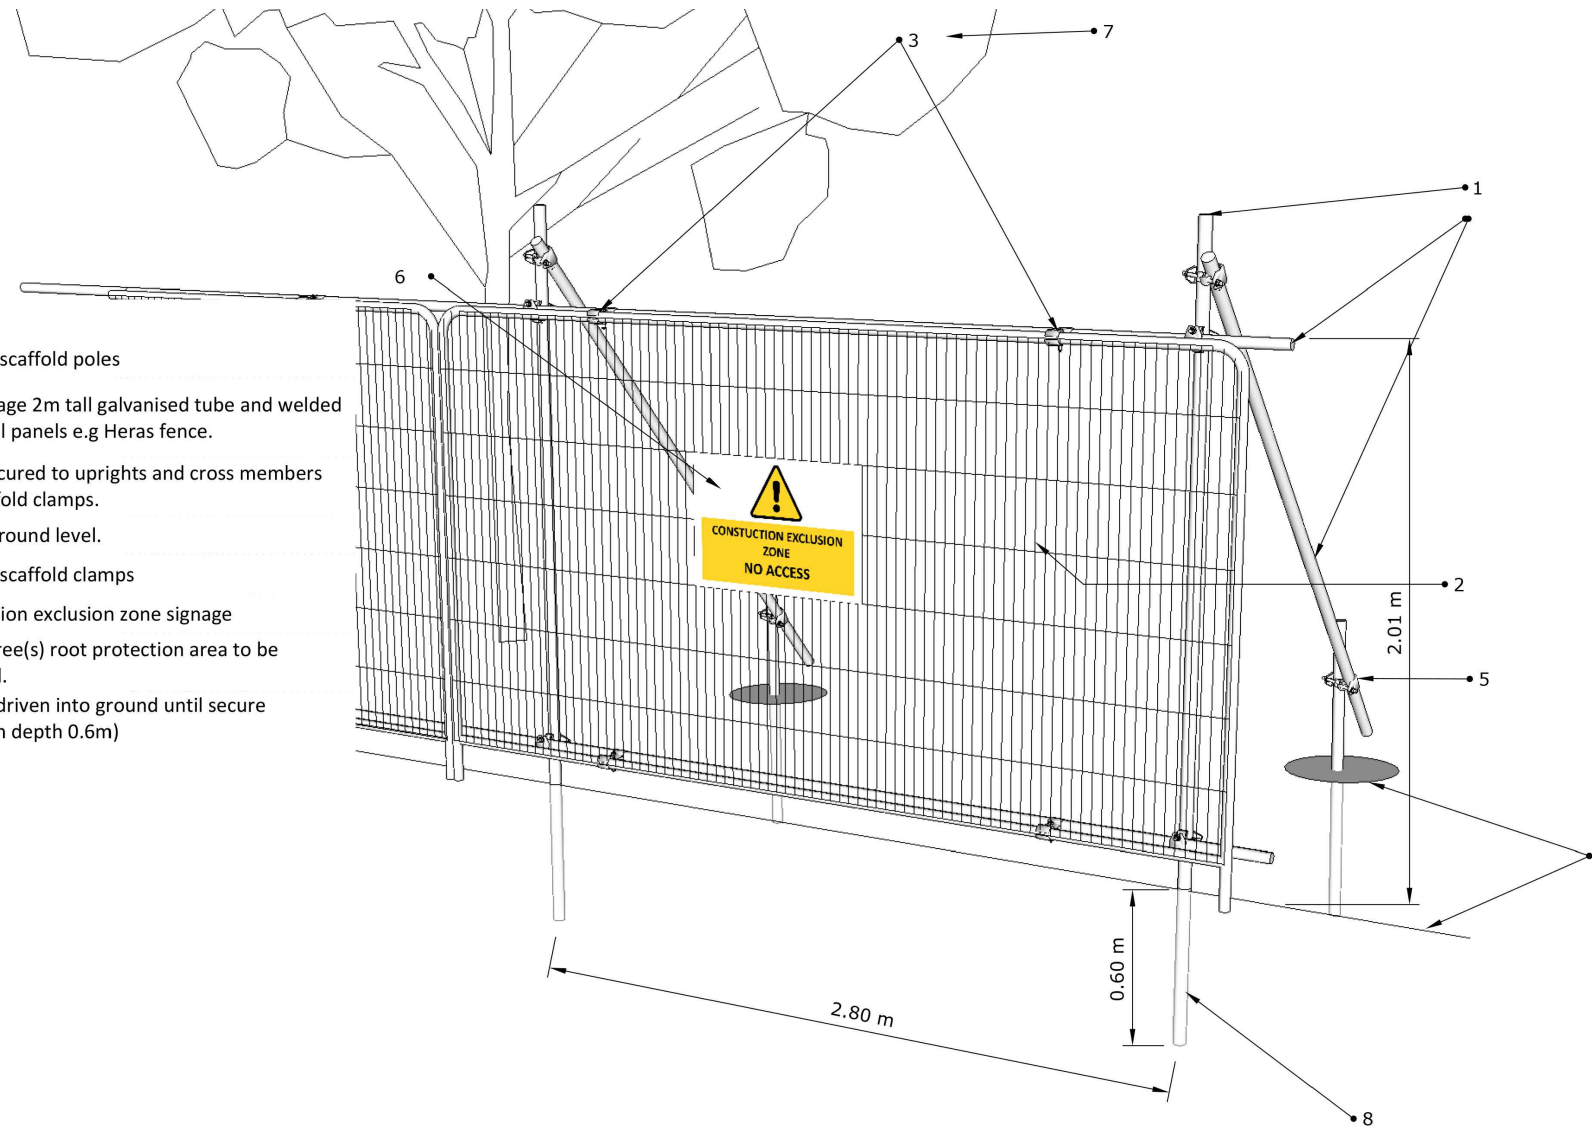 3
7
1
6
scaffold poles
age 2m tall galvanised tube and welded
l panels e.g Heras fence.
cured to uprights and cross members
fold clamps.
round level.
scaffold clamps
ion exclusion zone signage
ree(s) root protection area to be
.
driven into ground until secure
n depth 0.6m)
CONSTUCTION EXCLUSION
ZONE
NO ACCESS
2
2.01 m
5
0.60 m
2.80 m
8